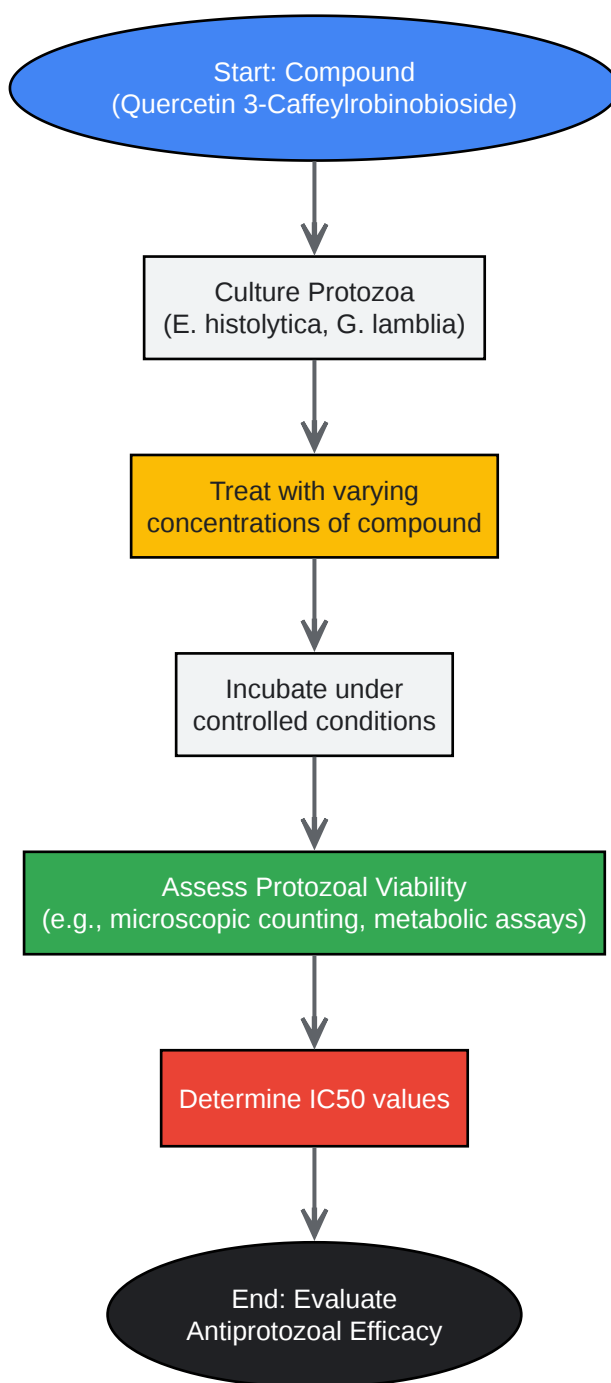 Start: Compound
(Quercetin 3-Caffeylrobinobioside)
Culture Protozoa
(E. histolytica, G. lamblia)
Treat with varying
concentrations of compound
Incubate under
controlled conditions
Assess Protozoal Viability
(e.g., microscopic counting, metabolic assays)
Determine IC50 values
End: Evaluate
Antiprotozoal Efficacy